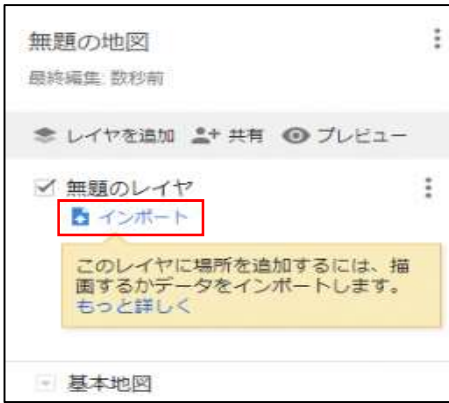 無題の地図
最終編集: 数秒前
レイヤを追加 共有 プレビュー
無題のレイヤ
インポート
このレイヤに場所を追加するには、描
画するかデータをインポートします。
もっと詳しく
基本地図